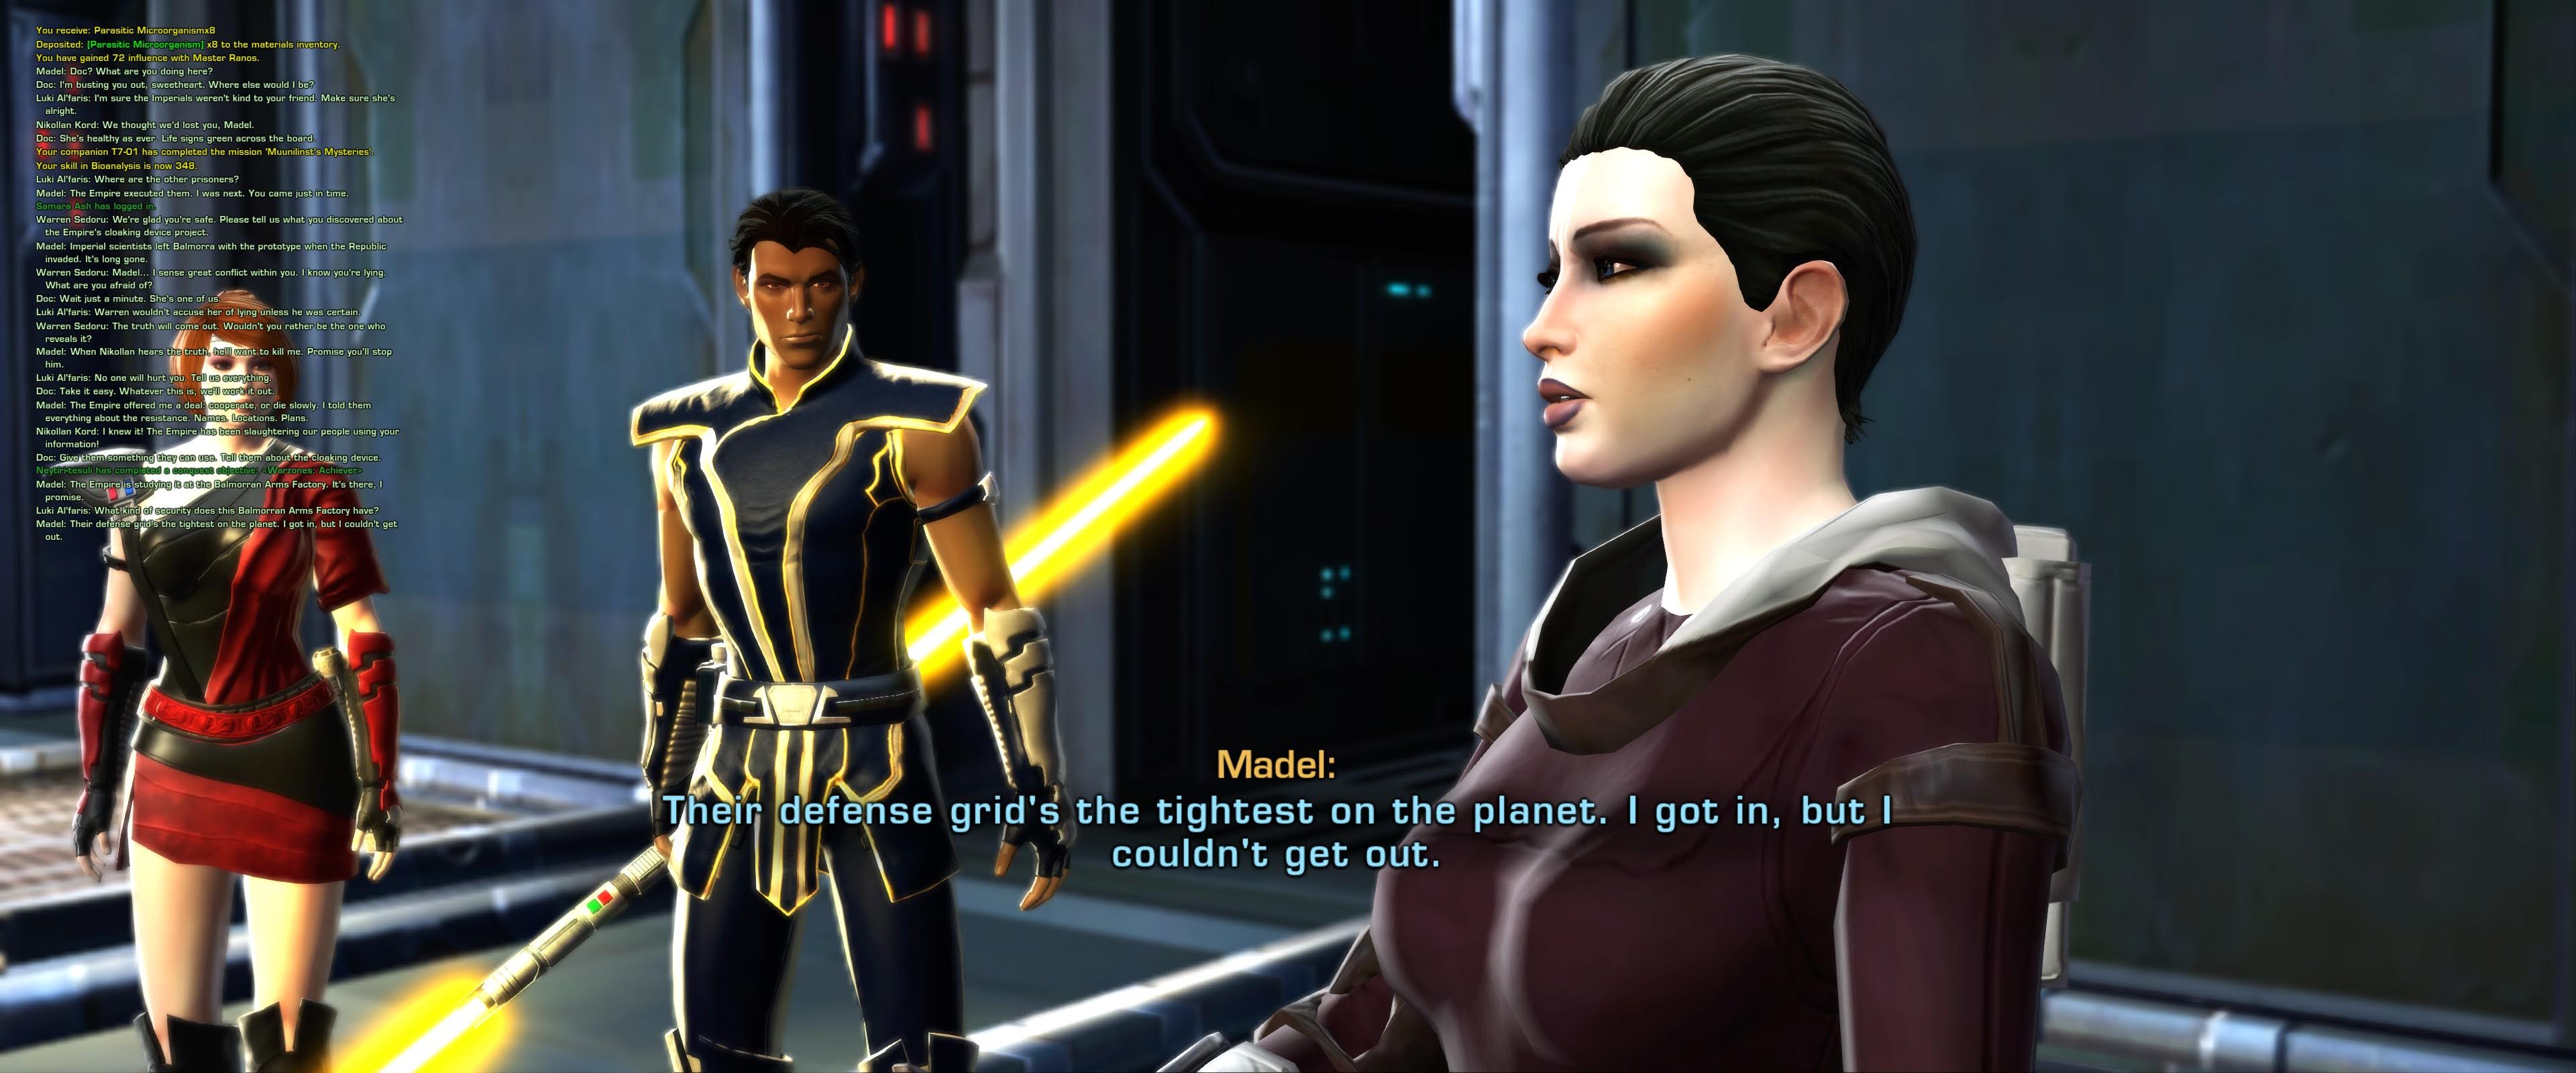 You receive: Parasitic Microorganismx8
Deposited: [Parasitic Microorganism] x8 to the materials inventory.
You have gained 72 influence with Master Ranos.
Madel: Doc? What are you doing here?
Doc: I'm busting you out, sweetheart. Where else would I be?
Luki Al'faris: I'm sure the Imperials weren't kind to your friend. Make sure she's
alright.
Nikollan Kord: We thought we'd lost you, Madel.
Doc: She's healthy as ever. Life signs green across the board.
Your companion T7-01 has completed the mission 'Muunilinst's Mysteries'.
Your skill in Bioanalysis is now 348.
Luki Al'faris: Where are the other prisoners?
Madel: The Empire executed them. I was next. You came just in time.
Samara Ash has logged in.
Warren Sedoru: We're glad you're safe. Please tell us what you discovered about
the Empire's cloaking device project.
Madel: Imperial scientists left Balmorra with the prototype when the Republic
invaded. It's long gone.
Warren Sedoru: Madel... I sense great conflict within you. I know you're lying.
What are you afraid of?
Doc: Wait just a minute. She's one of us.
Luki Al'faris: Warren wouldn't accuse her of lying unless he was certain.
Warren Sedoru: The truth will come out. Wouldn't you rather be the one who
reveals it?
Madel: When Nikollan hears the truth, he'll want to kill me. Promise you'll stop
him.
Luki Al'faris: No one will hurt you. Tell us everything.
Doc: Take it easy. Whatever this is, we'll work it out.
Madel: The Empire offered me a deal: cooperate, or die slowly. I told them
everything about the resistance. Names. Locations. Plans.
Nikollan Kord: I knew it! The Empire has been slaughtering our people using your
information!
Doc: Give them something they can use. Tell them about the cloaking device.
Neytiri-tesuli has completed a conquest objective: <Warzones: Achiever>
Madel: The Empire is studying it at the Balmorran Arms Factory. It's there, I
promise.
Luki Al'faris: What kind of security does this Balmorran Arms Factory have?
Madel: Their defense grid's the tightest on the planet. I got in, but I couldn't get
out.
Madel:
Their defense grid's the tightest on the planet. I got in, but I
couldn't get out.